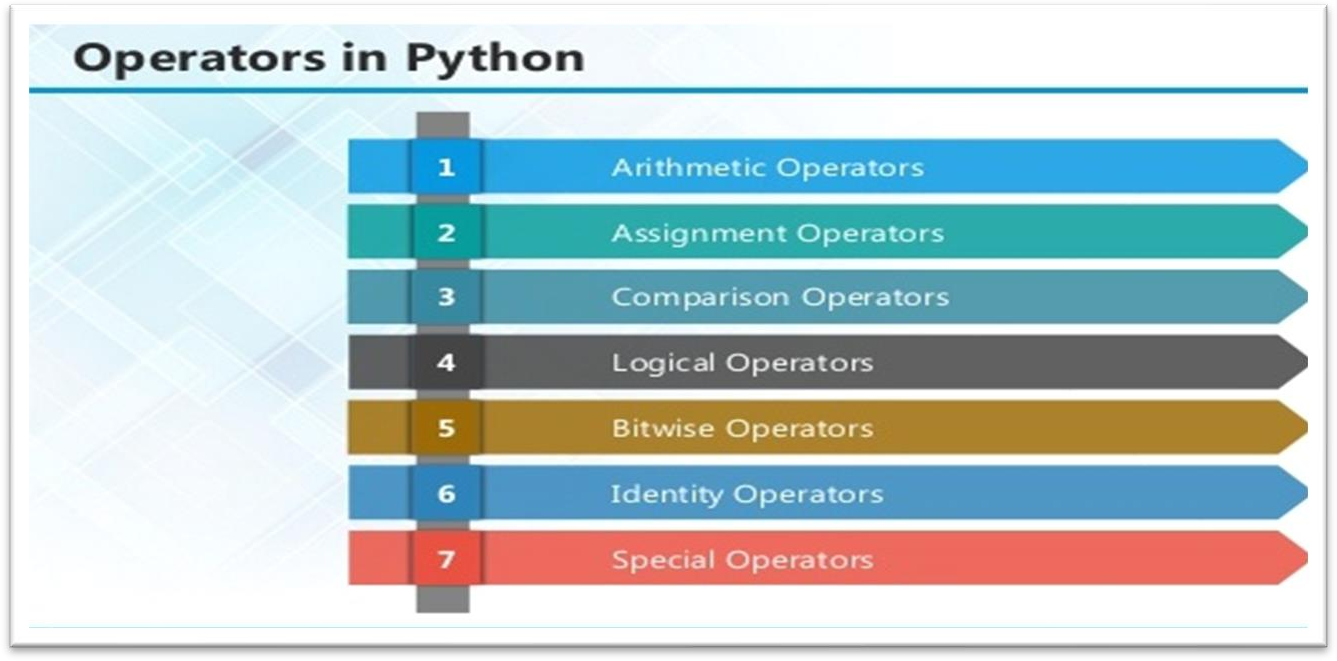 Operators in Python
1 Arithmetic Operators
2 Assignment Operators
3 Comparison Operators
4 Logical Operators
5 Bitwise Operators
6 Identity Operators
7 Special Operators